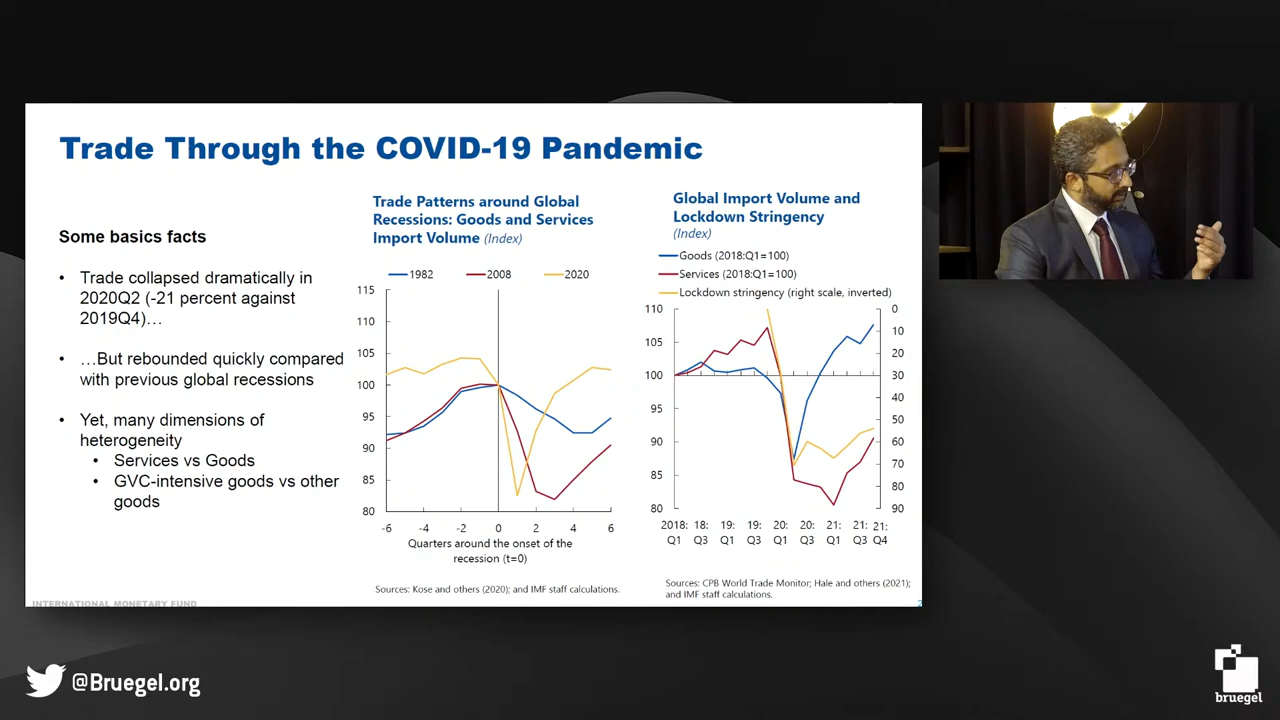 Trade Through the COVID-19 Pandemic
Some basics facts
• Trade collapsed dramatically in
2020Q2 (-21 percent against
2019Q4)…
• …But rebounded quickly compared
with previous global recessions
• Yet, many dimensions of
heterogeneity
• Services vs Goods
• GVC-intensive goods vs other
goods
Trade Patterns around Global
Recessions: Goods and Services
Import Volume (Index)
1982 2008 2020
115
110
105
100
95
90
85
80
-6 -4 -2 0 2 4 6
Quarters around the onset of the
recession (t=0)
Sources: Kose and others (2020); and IMF staff calculations.
Global Import Volume and
Lockdown Stringency
(Index)
Goods (2018:Q1=100)
Services (2018:Q1=100)
Lockdown stringency (right scale, inverted)
110 0
10
105 20
100 30
40
95 50
90 60
70
85 80
80 90
2018: 18: 19: 19: 20: 20: 21: 21: 21:
Q1 Q3 Q1 Q3 Q1 Q3 Q1 Q3 Q4
Sources: CPB World Trade Monitor; Hale and others (2021);
and IMF staff calculations.
INTERNATIONAL MONETARY FUND
2
@Bruegel.org
bruegel